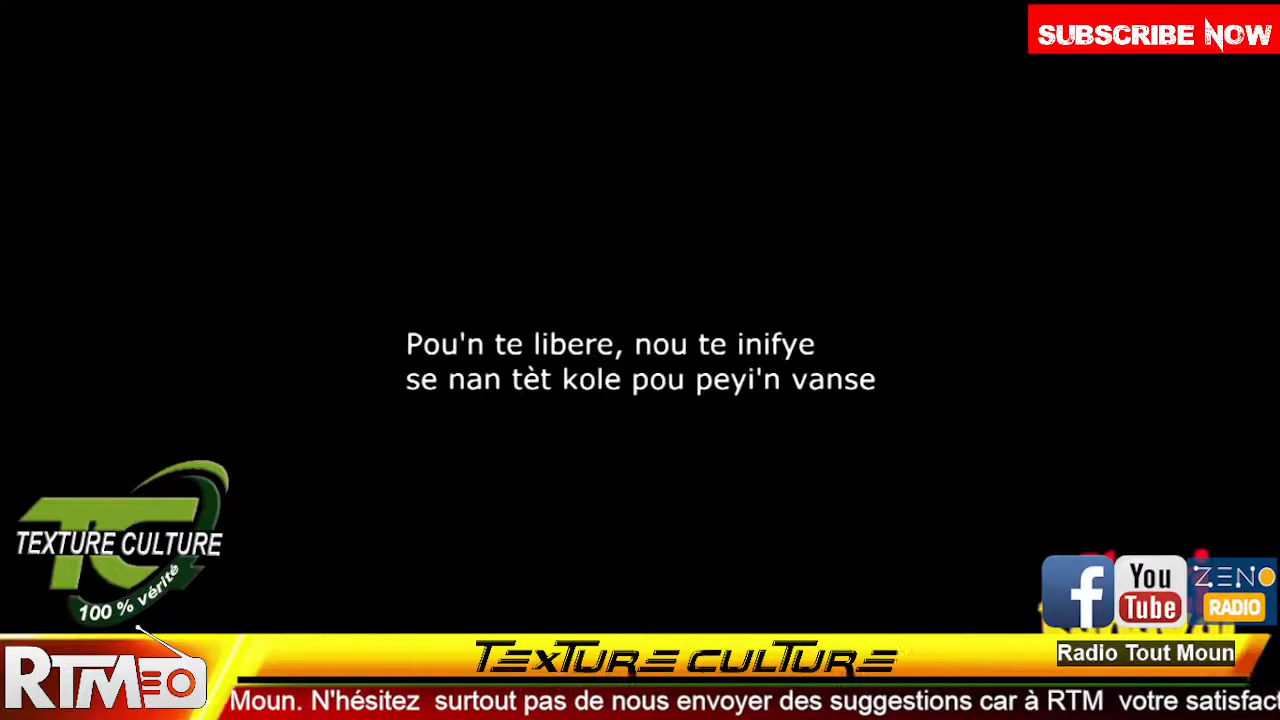 SUBSCRIBE NOW
Pou'n te libere, nou te inifye
se nan tèt kole pou peyi'n vanse
TC
TEXTURE CULTURE
100 % vérité
You
Tube
ZENO
RADIO
TEXTURE CULTURE
Radio Tout Moun
RTM
Moun. N'hésitez surtout pas de nous envoyer des suggestions car à RTM votre satisfact